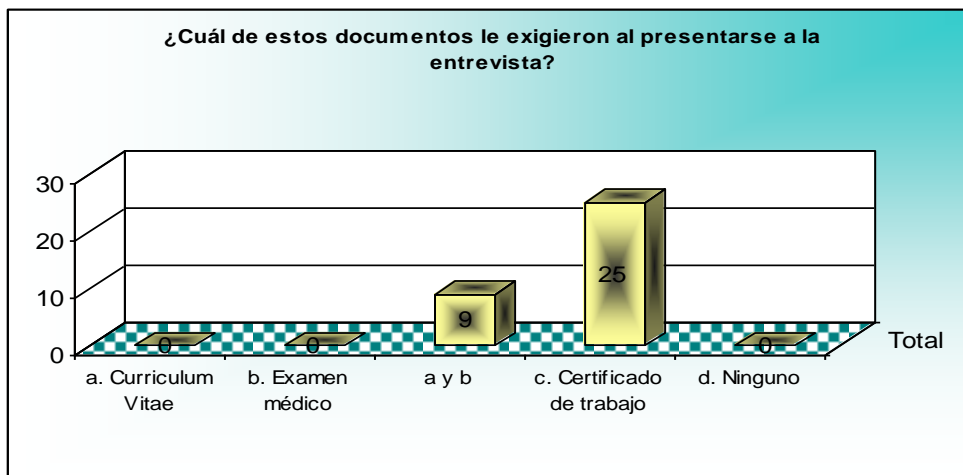 ¿Cuál de estos documentos le exigieron al presentarse a la
entrevista?
30
20
10
0
0
0
9
25
0
Total
a. Curriculum
Vitae
b. Examen
médico
a y b
c. Certificado
de trabajo
d. Ninguno